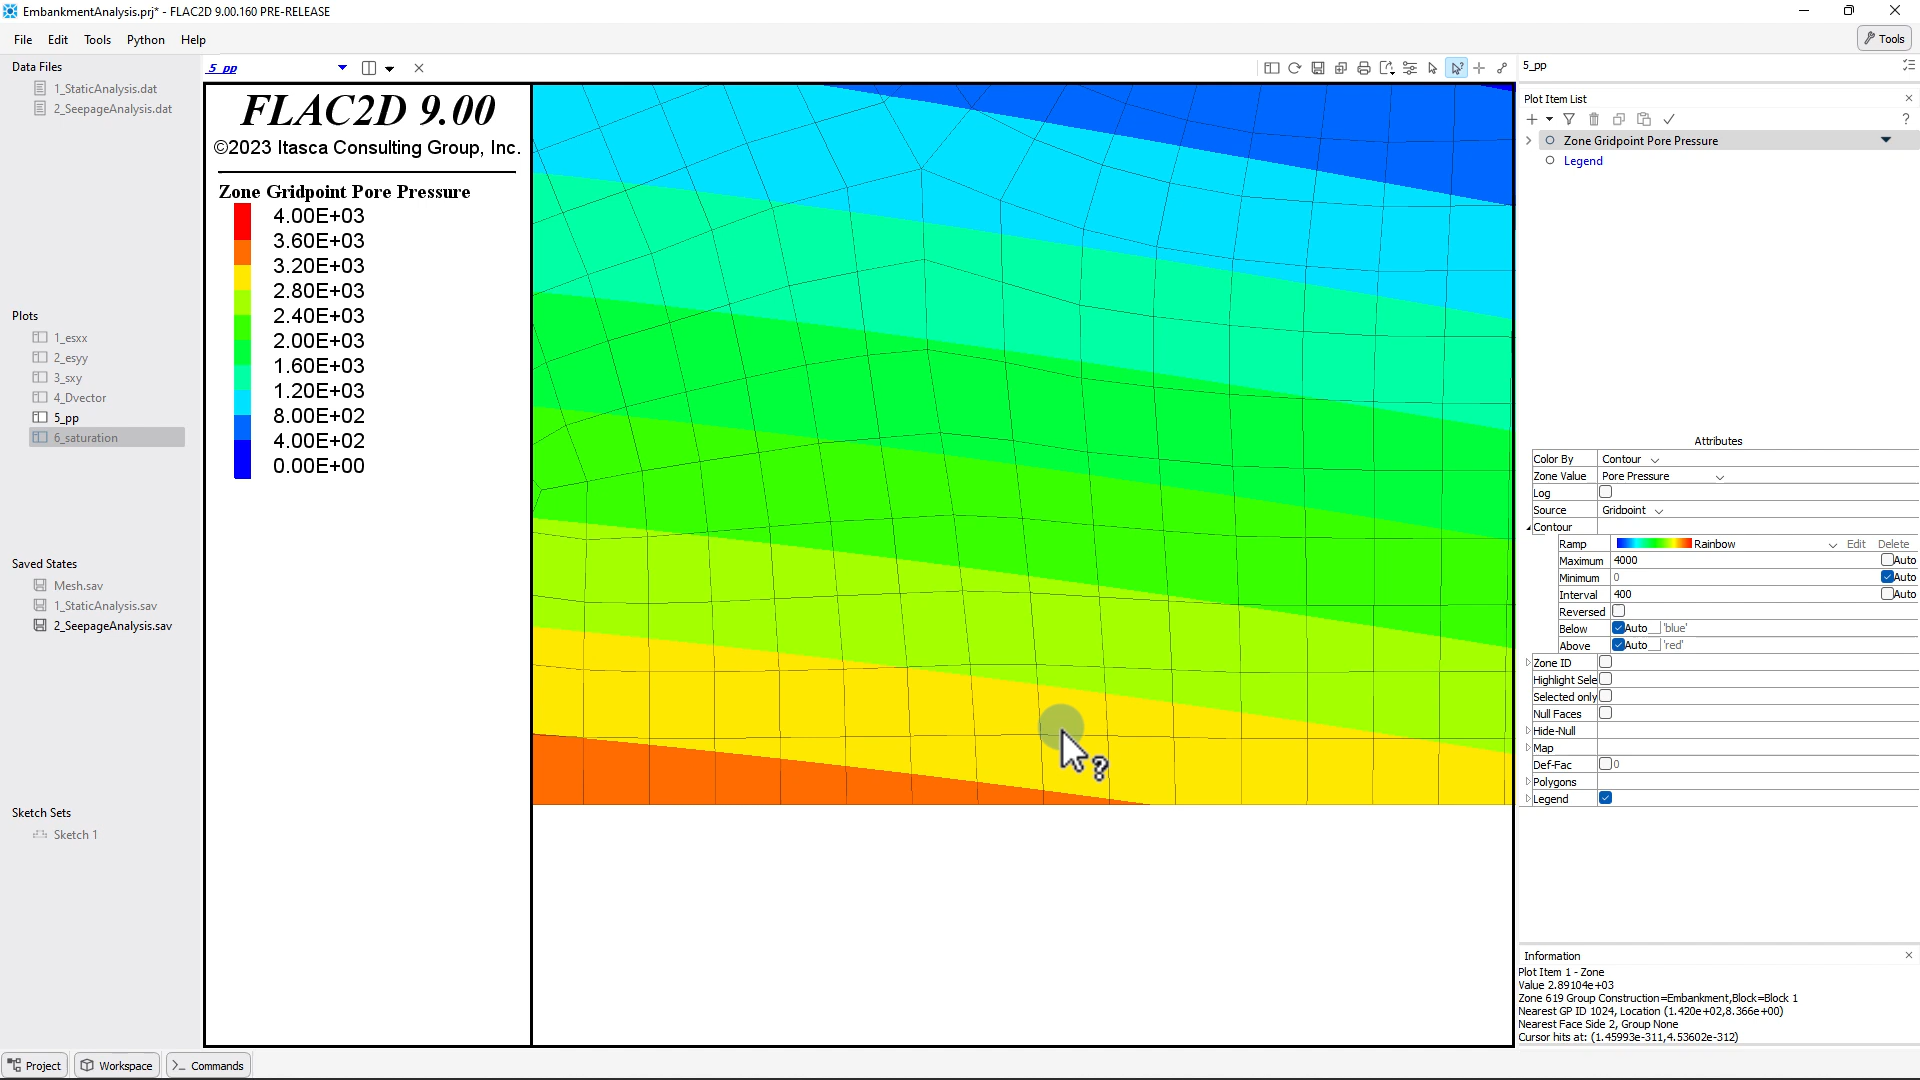 EmbankmentAnalysis.prj* - FLAC2D 9.00.160 PRE-RELEASE
File Edit Tools Python Help
Tools
Data Files
1_StaticAnalysis.dat
2_SeepageAnalysis.dat
Plots
1_esxx
2_esyy
3_sxy
4_Dvector
5_pp
6_saturation
Saved States
Mesh.sav
1_StaticAnalysis.sav
2_SeepageAnalysis.sav
Sketch Sets
Sketch 1
5_pp
FLAC2D 9.00
©2023 Itasca Consulting Group, Inc.
Zone Gridpoint Pore Pressure
4.00E+03
3.60E+03
3.20E+03
2.80E+03
2.40E+03
2.00E+03
1.60E+03
1.20E+03
8.00E+02
4.00E+02
0.00E+00
5_pp
Plot Item List
?
Zone Gridpoint Pore Pressure
Legend
Attributes
Color By Contour
Zone Value Pore Pressure
Log
Source Gridpoint
Contour
Ramp Rainbow Edit Delete
Maximum 4000 Auto
Minimum 0 Auto
Interval 400 Auto
Reversed
Below Auto 'blue'
Above Auto 'red'
Zone ID
Highlight Sele
Selected only
Null Faces
Hide-Null
Map
Def-Fac 0
Polygons
Legend
Information
Plot Item 1 - Zone
Value 2.89104e+03
Zone 619 Group Construction=Embankment,Block=Block 1
Nearest GP ID 1024, Location (1.420e+02,8.366e+00)
Nearest Face Side 2, Group None
Cursor hits at: (1.45993e-311,4.53602e-312)
Project Workspace Commands